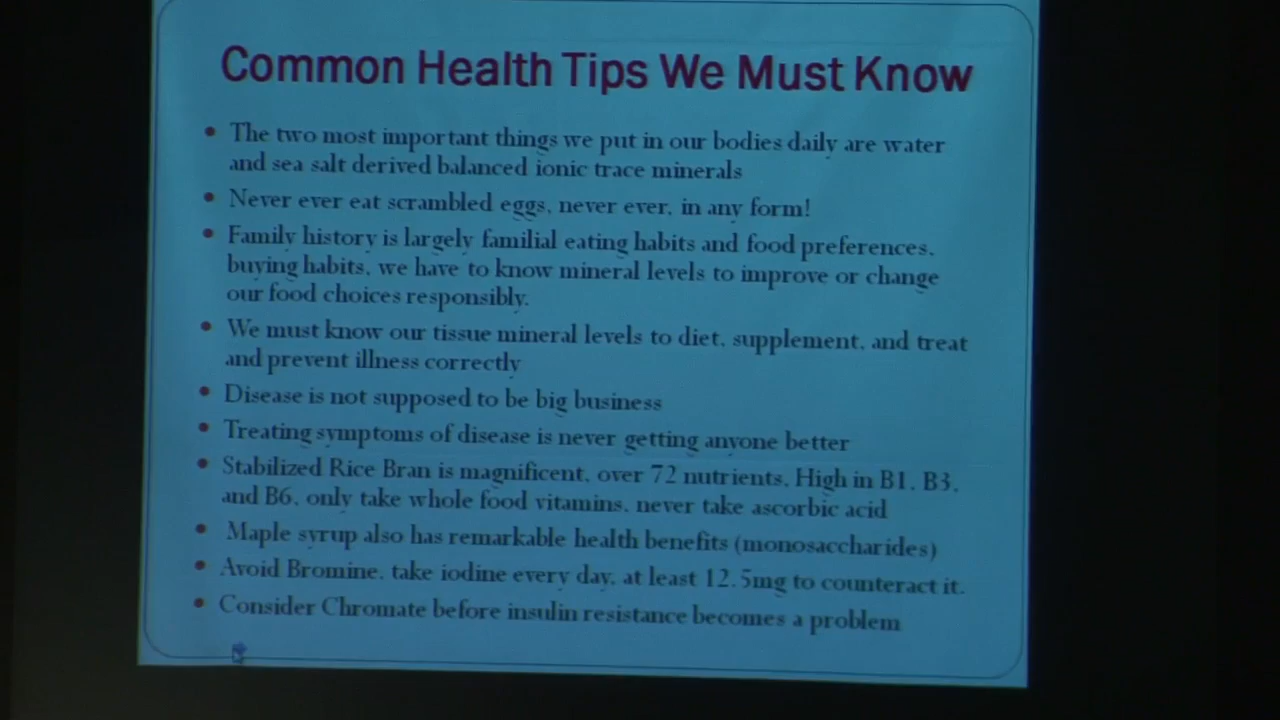 Common Health Tips We Must Know
• The two most important things we put in our bodies daily are water
and sea salt derived balanced ionic trace minerals
• Never ever eat scrambled eggs, never ever, in any form!
• Family history is largely familial eating habits and food preferences,
buying habits, we have to know mineral levels to improve or change
our food choices responsibly.
• We must know our tissue mineral levels to diet, supplement, and treat
and prevent illness correctly
• Disease is not supposed to be big business
• Treating symptoms of disease is never getting anyone better
• Stabilized Rice Bran is magnificent, over 72 nutrients, High in B1, B3,
and B6, only take whole food vitamins, never take ascorbic acid
• Maple syrup also has remarkable health benefits (monosaccharides)
• Avoid Bromine, take iodine every day, at least 12.5mg to counteract it.
• Consider Chromate before insulin resistance becomes a problem